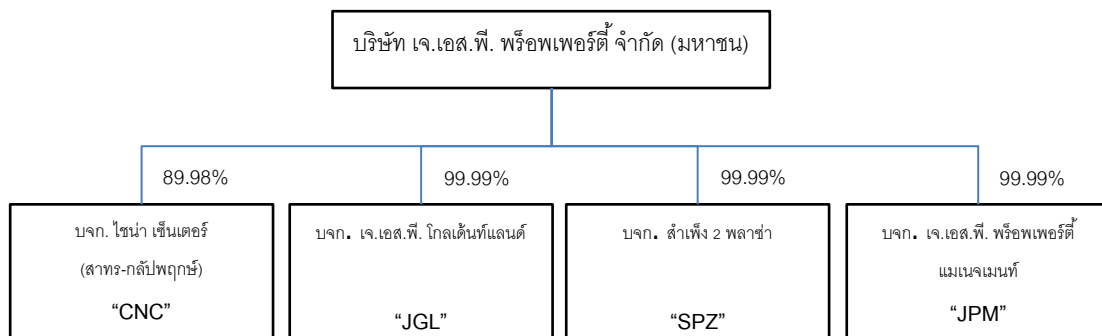 บริษัท เจ.เอส.พี. พร็อพเพอร์ตี้ จำกัด (มหาชน)
89.98%
99.99%
99.99%
99.99%
บจก. ไชน่า เซ็นเตอร์
(สาทร-กลัปพฤกษ์)
“CNC”
บจก. เจ.เอส.พี. โกลเด้นท์แลนด์
“JGL”
บจก. สำเพ็ง 2 พลาซ่า
“SPZ”
บจก. เจ.เอส.พี. พร็อพเพอร์ตี้
แมเนจเมนท์
“JPM”